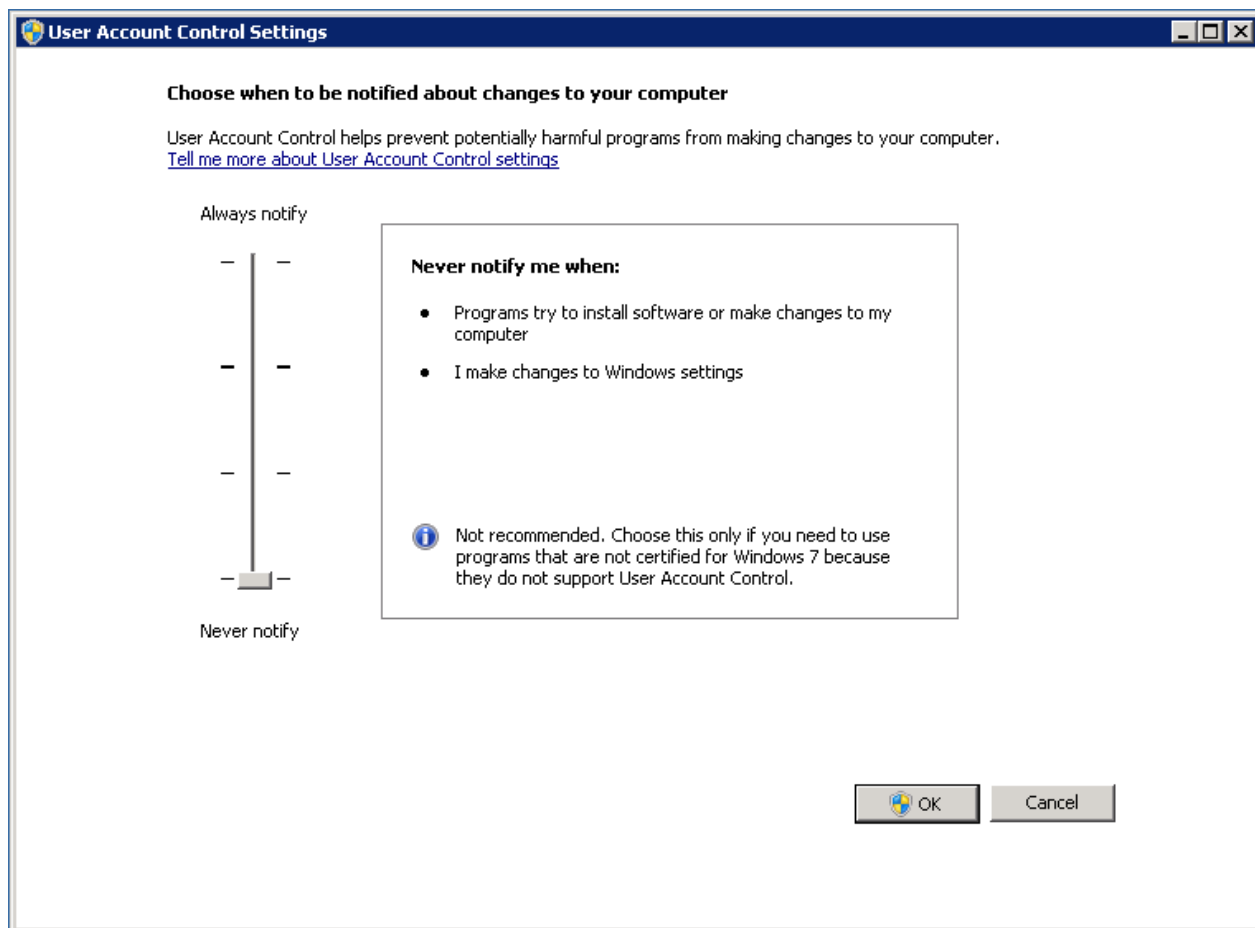 User Account Control Settings
Choose when to be notified about changes to your computer
User Account Control helps prevent potentially harmful programs from making changes to your computer.
Tell me more about User Account Control settings
Always notify
Never notify me when:
• Programs try to install software or make changes to my
computer
• I make changes to Windows settings
Not recommended. Choose this only if you need to use
programs that are not certified for Windows 7 because
they do not support User Account Control.
Never notify
OK
Cancel